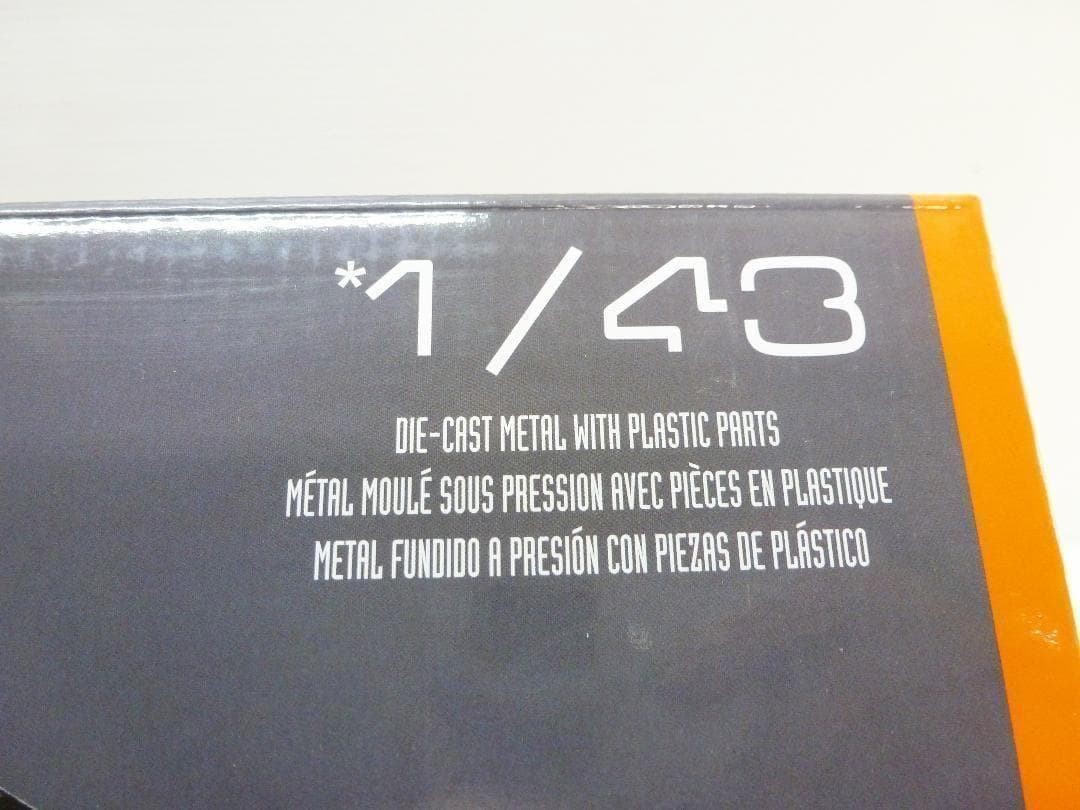 *1/43
DIE-CAST METAL WITH PLASTIC PARTS
MÉTAL MOULÉ SOUS PRESSION AVEC PIÈCES EN PLASTIQUE
METAL FUNDIDO A PRESIÓN CON PIEZAS DE PLÁSTICO